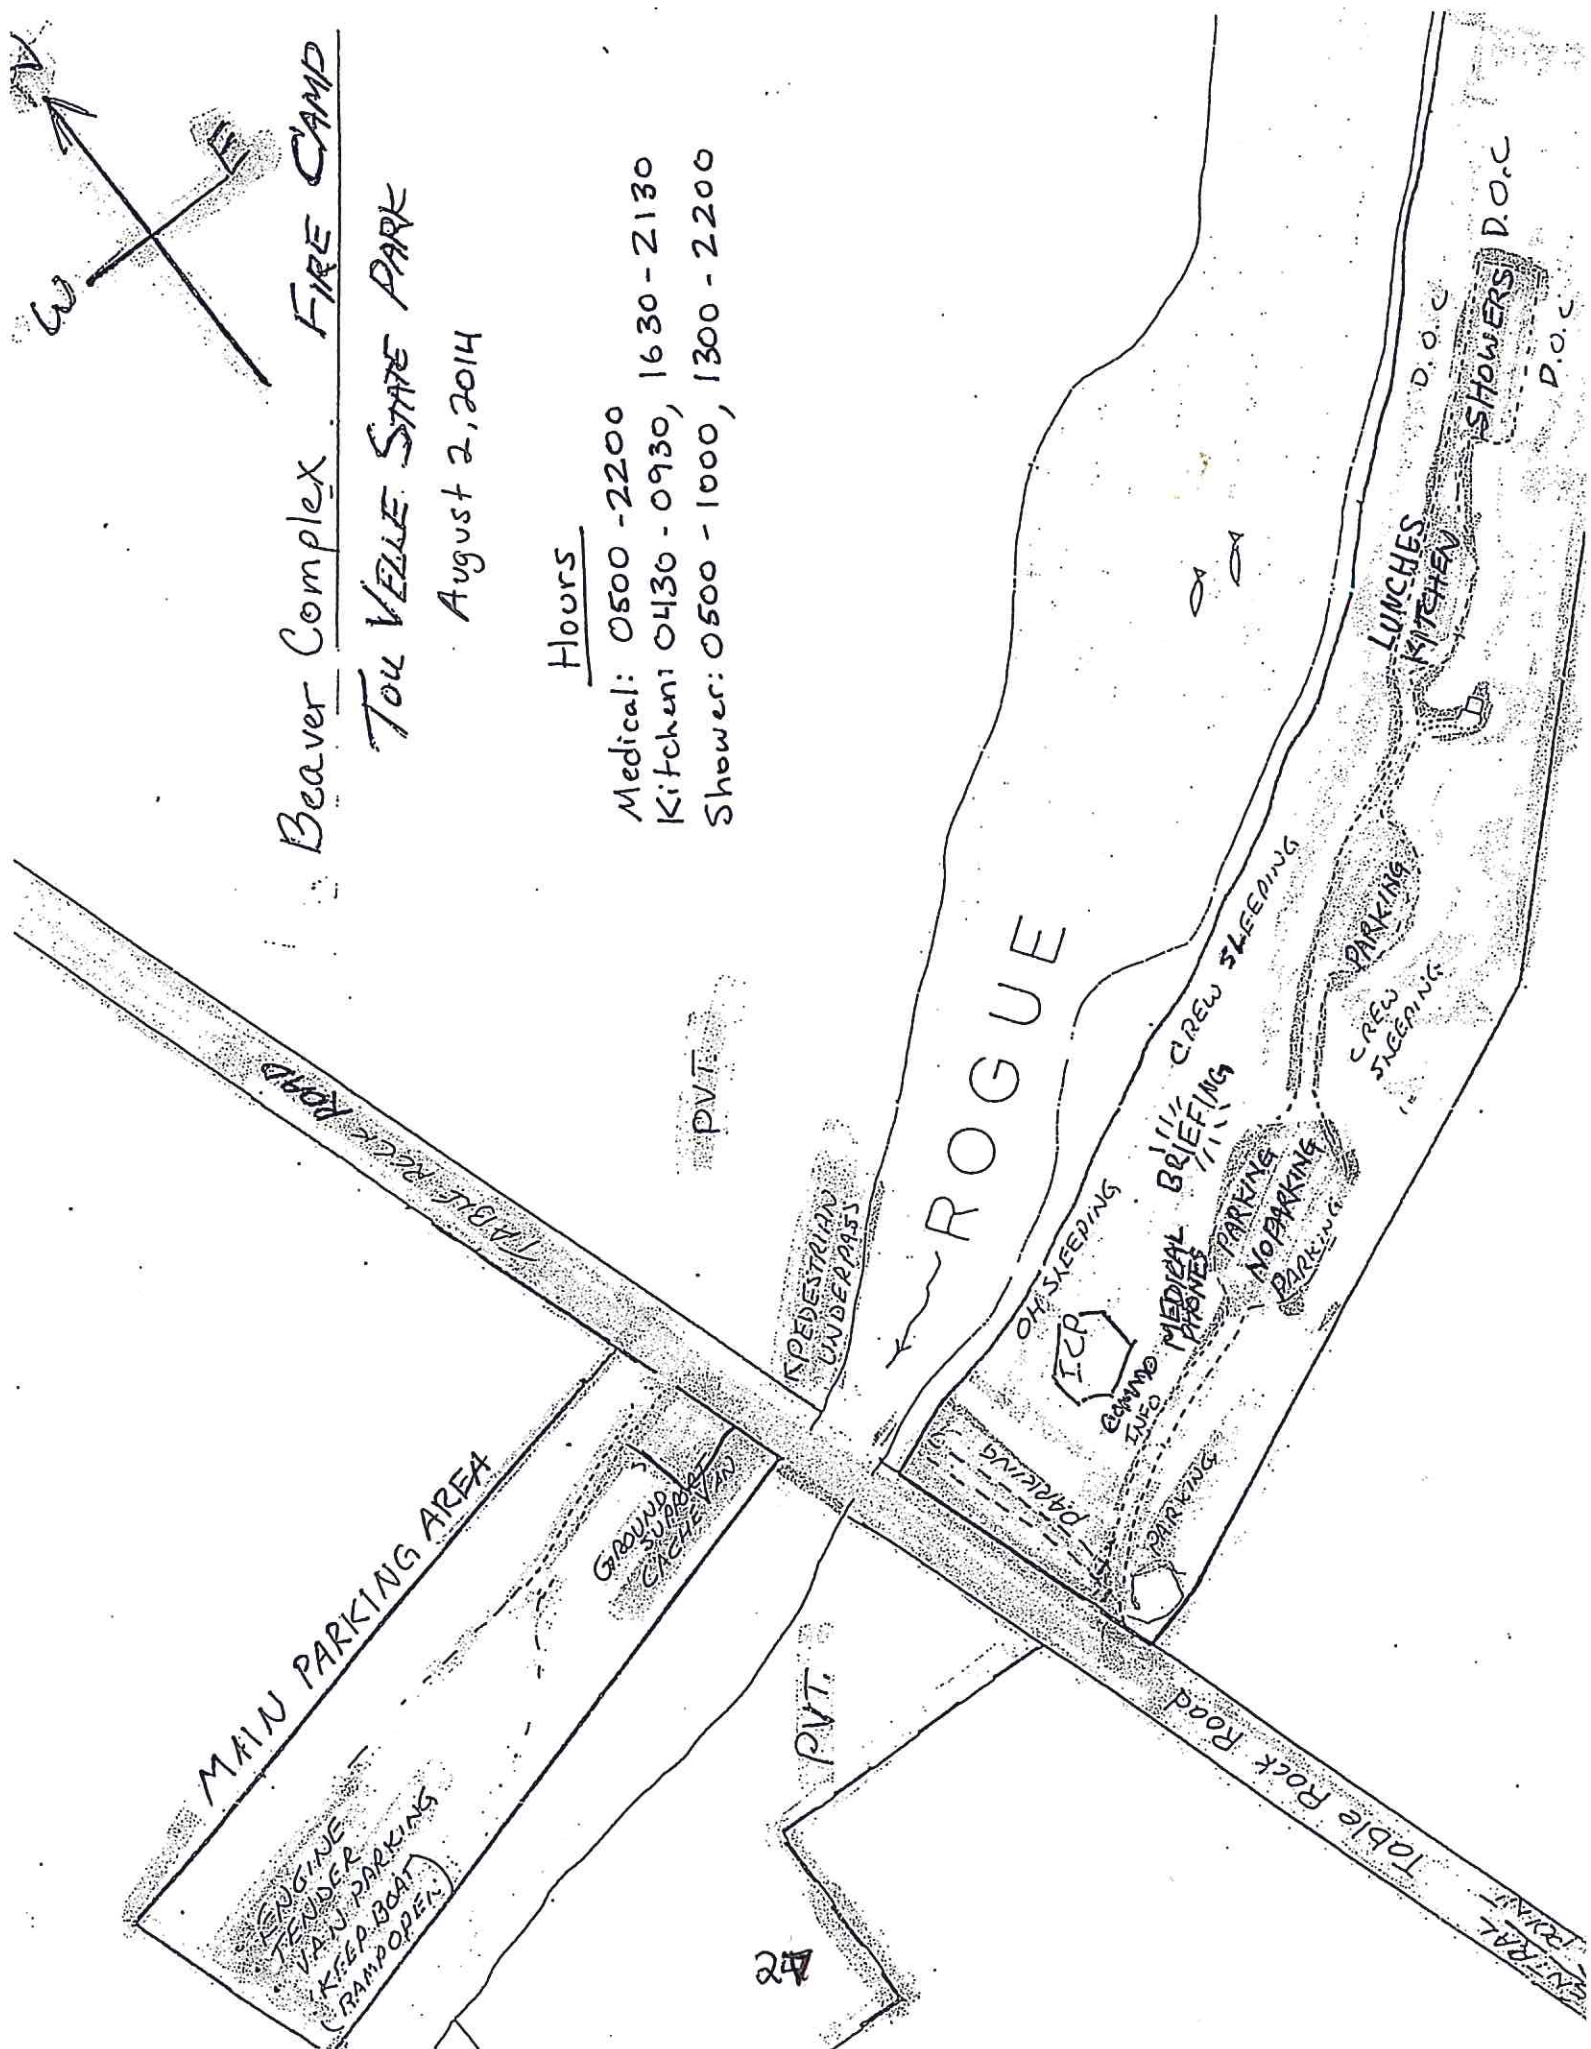 N
W
E
Beaver Complex FIRE CAMP
TOU VELLE STATE PARK
August 2, 2014
Hours
Medical: 0500 - 2200
Kitchen: 0430 - 0930, 1630 - 2130
Shower: 0500 - 1000, 1300 - 2200
TABLE ROCK ROAD
PVT.
PEDESTRIAN
UNDERPASS
ROGUE
MAIN PARKING AREA
GROUND
SUPPORT
CACHE VAN
ENGINE
TENDER
VAN PARKING
(KEEP BOAT
RAMP OPEN)
PVT.
OH SLEEPING
ICP
COMMO
INFO
MEDICAL
PHONES
BRIEFING
CREW SLEEPING
PARKING
NO PARKING
PARKING
PARKING
PARKING
CREW
SLEEPING
PARKING
LUNCHES
KITCHEN
SHOWERS
D.O.C
D.O.C
D.O.C
Table Rock Road
POINT